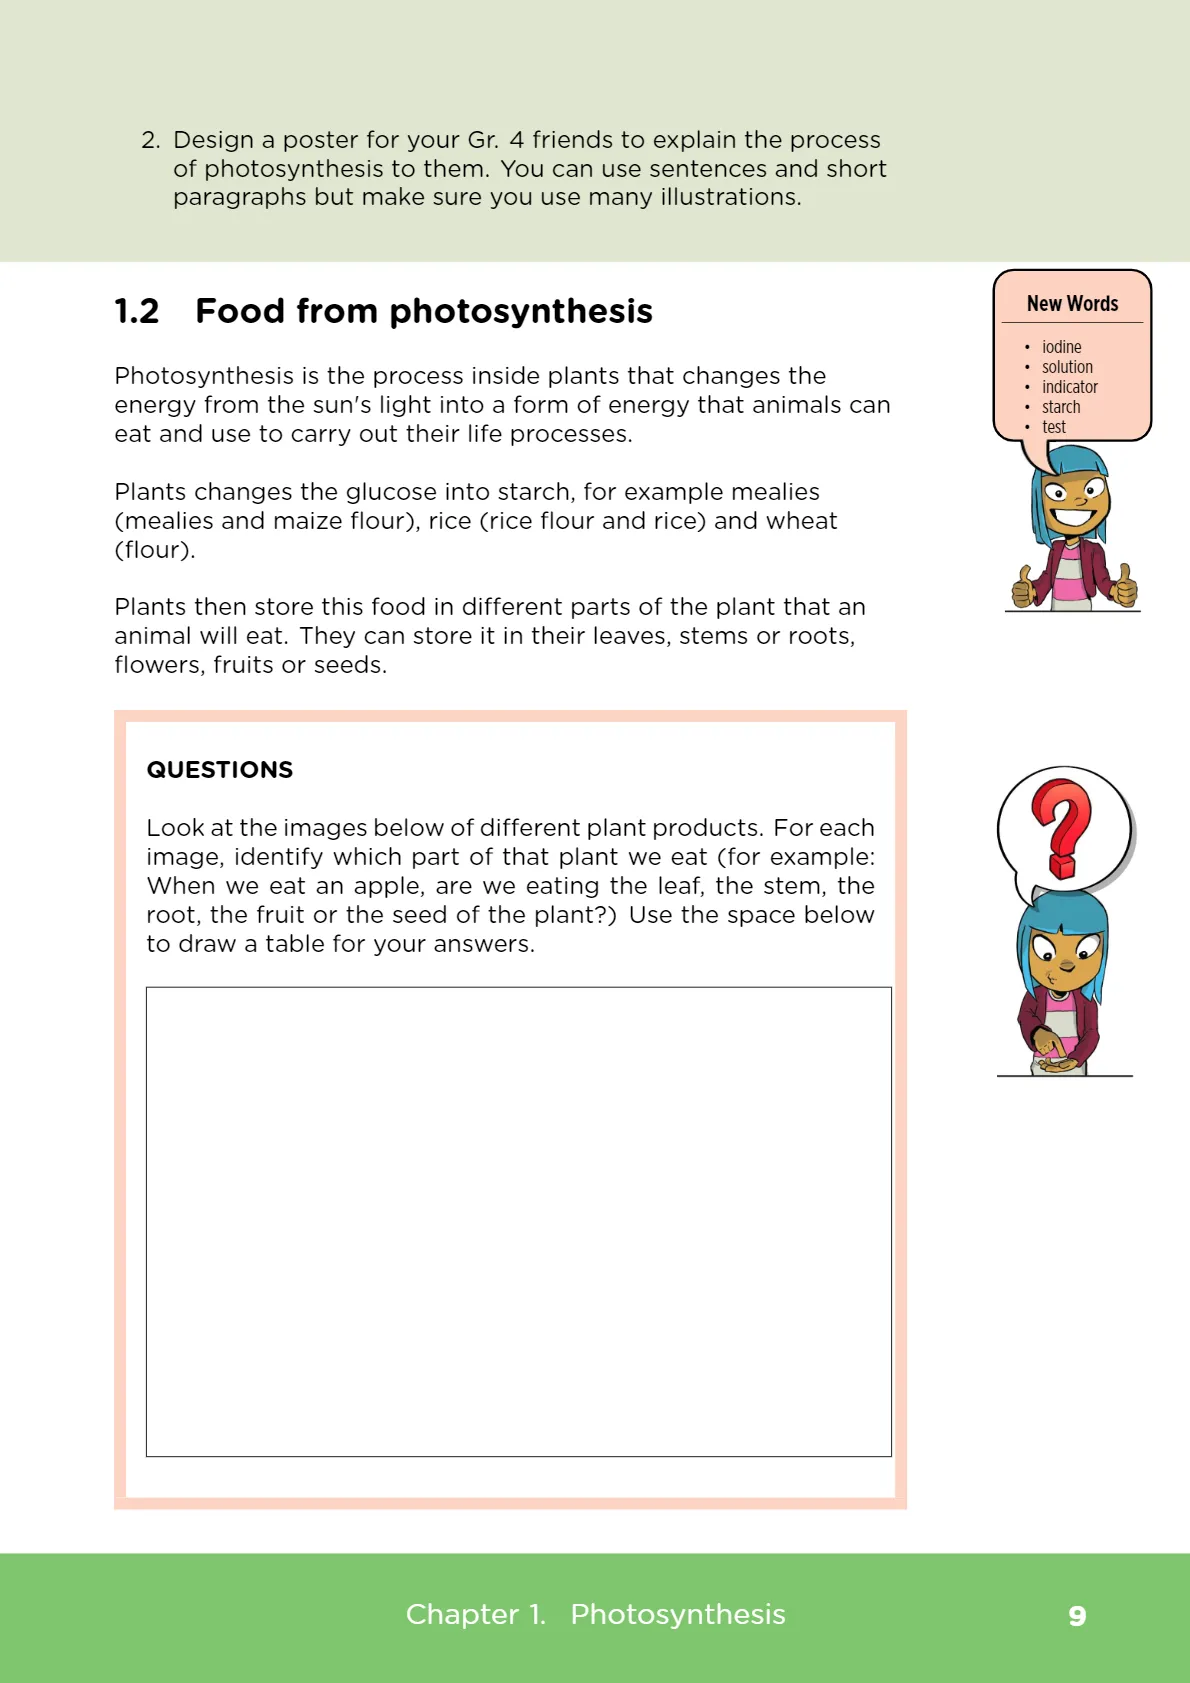 2. Design a poster for your Gr. 4 friends to explain the process
of photosynthesis to them. You can use sentences and short
paragraphs but make sure you use many illustrations.
1.2 Food from photosynthesis
Photosynthesis is the process inside plants that changes the
energy from the sun's light into a form of energy that animals can
eat and use to carry out their life processes.
Plants changes the glucose into starch, for example mealies
(mealies and maize flour), rice (rice flour and rice) and wheat
(flour).
Plants then store this food in different parts of the plant that an
animal will eat. They can store it in their leaves, stems or roots,
flowers, fruits or seeds.
New Words
• iodine
• solution
• indicator
• starch
• test
QUESTIONS
Look at the images below of different plant products. For each
image, identify which part of that plant we eat (for example:
When we eat an apple, are we eating the leaf, the stem, the
root, the fruit or the seed of the plant?) Use the space below
to draw a table for your answers.
?
Chapter 1. Photosynthesis 9